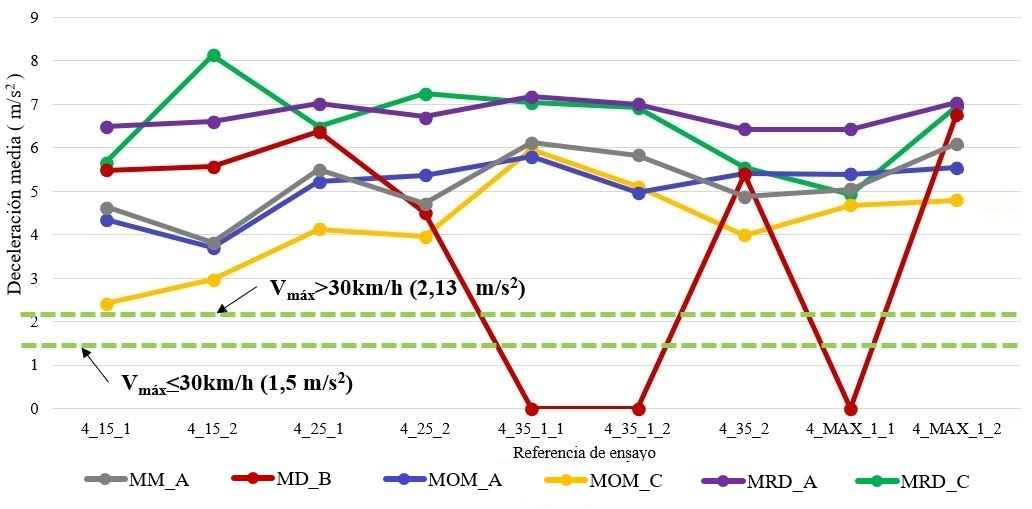 9
8
7
6
5
4
3
2
1
0
Deceleración media ( m/s²)
Vmáx>30km/h (2,13 m/s²)
Vmáx≤30km/h (1,5 m/s²)
4_15_1 4_15_2 4_25_1 4_25_2 4_35_1_1 4_35_1_2 4_35_2 4_MAX_1_1 4_MAX_1_2
Referencia de ensayo
MM_A MD_B MOM_A MOM_C MRD_A MRD_C